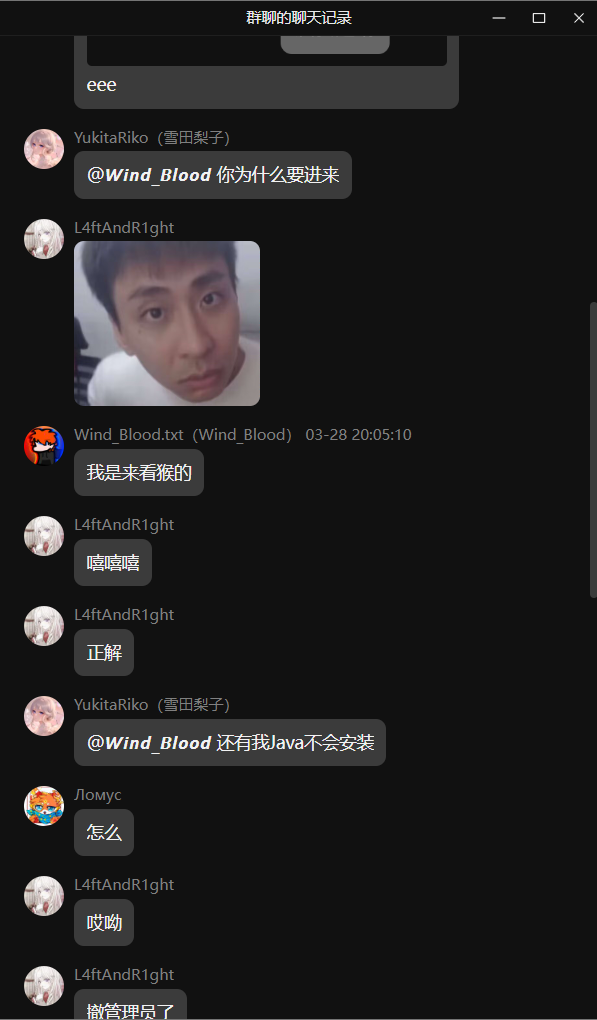 群聊的聊天记录
eee
YukitaRiko（雪田梨子）
@Wind_Blood 你为什么要进来
L4ftAndR1ght
Wind_Blood.txt（Wind_Blood） 03-28 20:05:10
我是来看猴的
L4ftAndR1ght
嘻嘻嘻
L4ftAndR1ght
正解
YukitaRiko（雪田梨子）
@Wind_Blood 还有我Java不会安装
Ломус
怎么
L4ftAndR1ght
哎呦
L4ftAndR1ght
撤管理员了